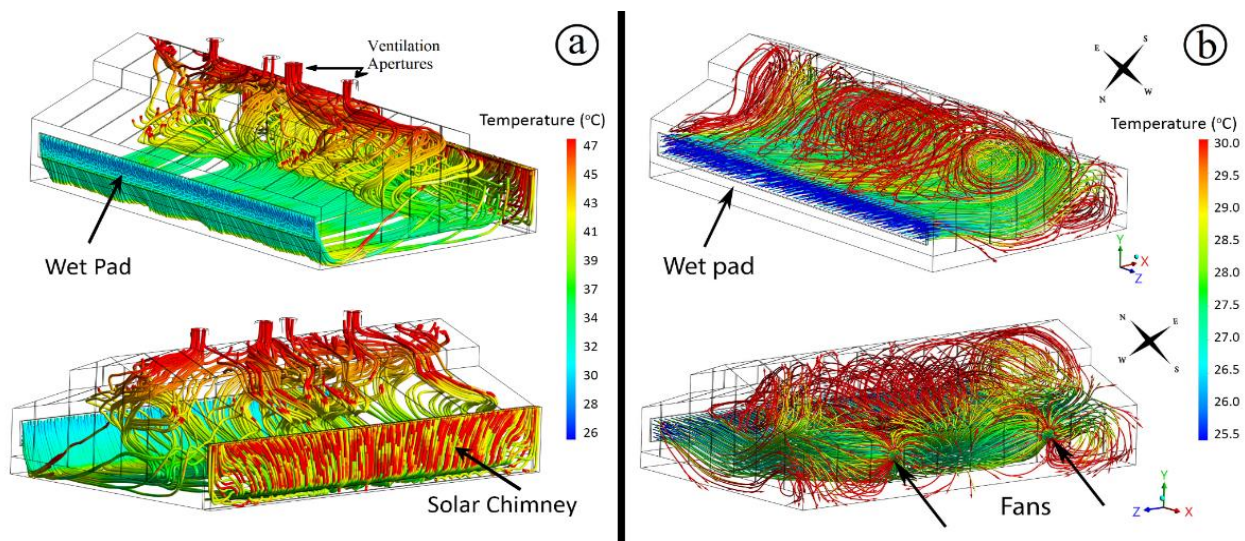 a
Ventilation
Apertures
Temperature (°C)
47
45
43
41
39
37
34
32
30
28
26
Wet Pad
Solar Chimney
b
E
S
N
W
Temperature (°C)
30.0
29.5
29.0
28.5
28.0
27.5
27.0
26.5
26.0
25.5
Wet pad
Y
X
Z
N
E
W
S
Fans
Y
Z
X